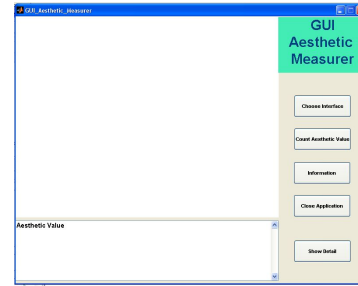 GUI_Aesthetic_Measurer
GUI
Aesthetic
Measurer
Choose Interface
Count Aesthetic Value
Information
Close Application
Aesthetic Value
Show Detail